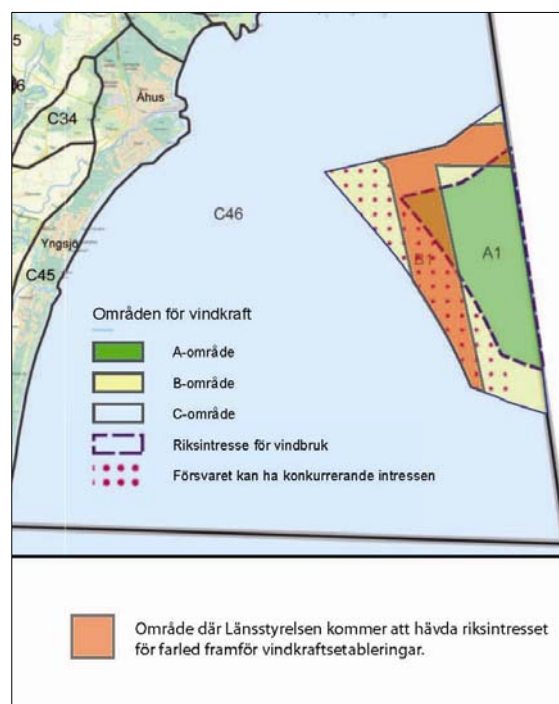 5
6
Åhus
C34
C46
Yngsjö
C45
B1
A1
Områden för vindkraft
A-område
B-område
C-område
Riksintresse för vindbruk
Försvaret kan ha konkurrerande intressen
Område där Länsstyrelsen kommer att hävda riksintresset
för farled framför vindkraftsetableringar.